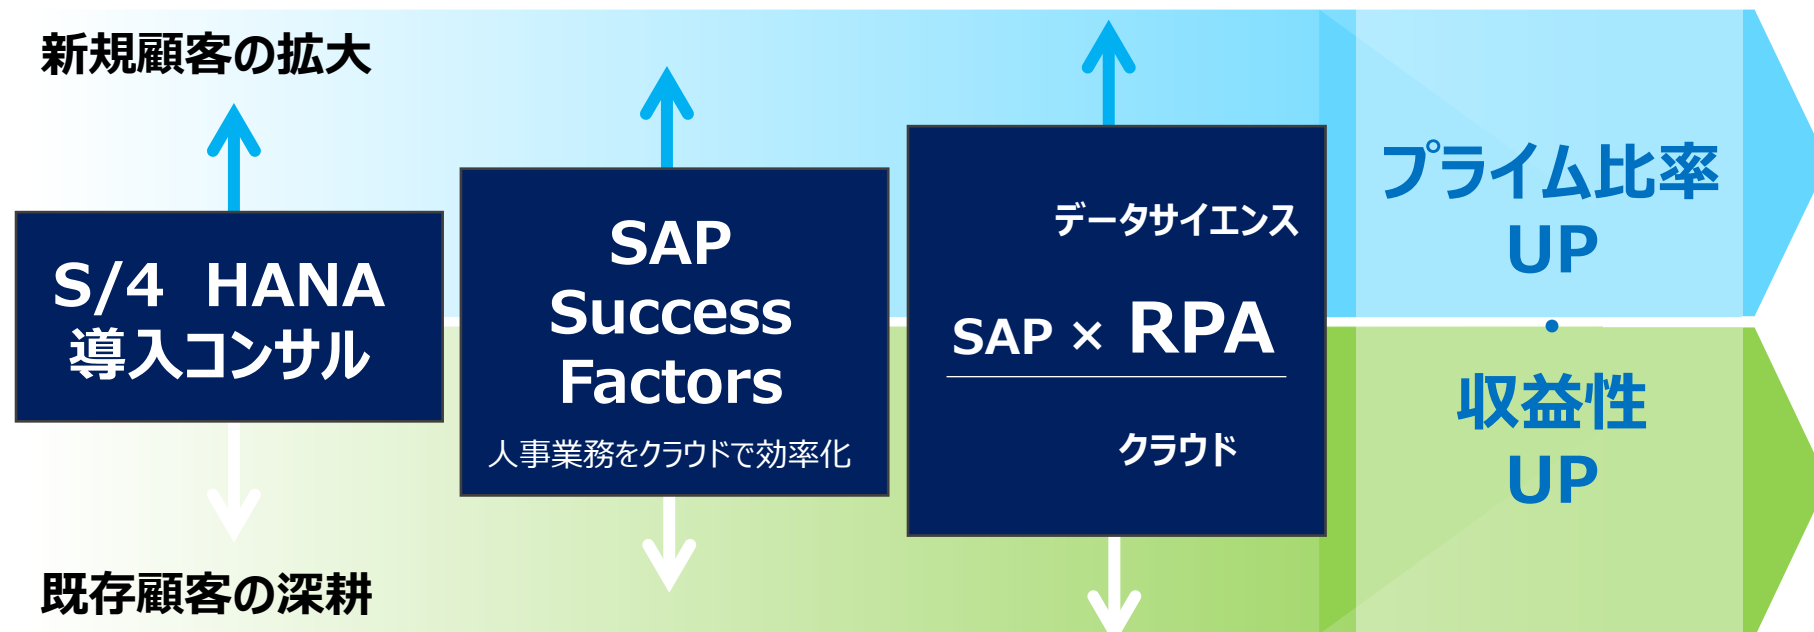 新規顧客の拡大
S/4 HANA
導入コンサル
SAP
Success
Factors
人事業務をクラウドで効率化
データサイエンス
SAP × RPA
クラウド
プライム比率
UP
・
収益性
UP
既存顧客の深耕